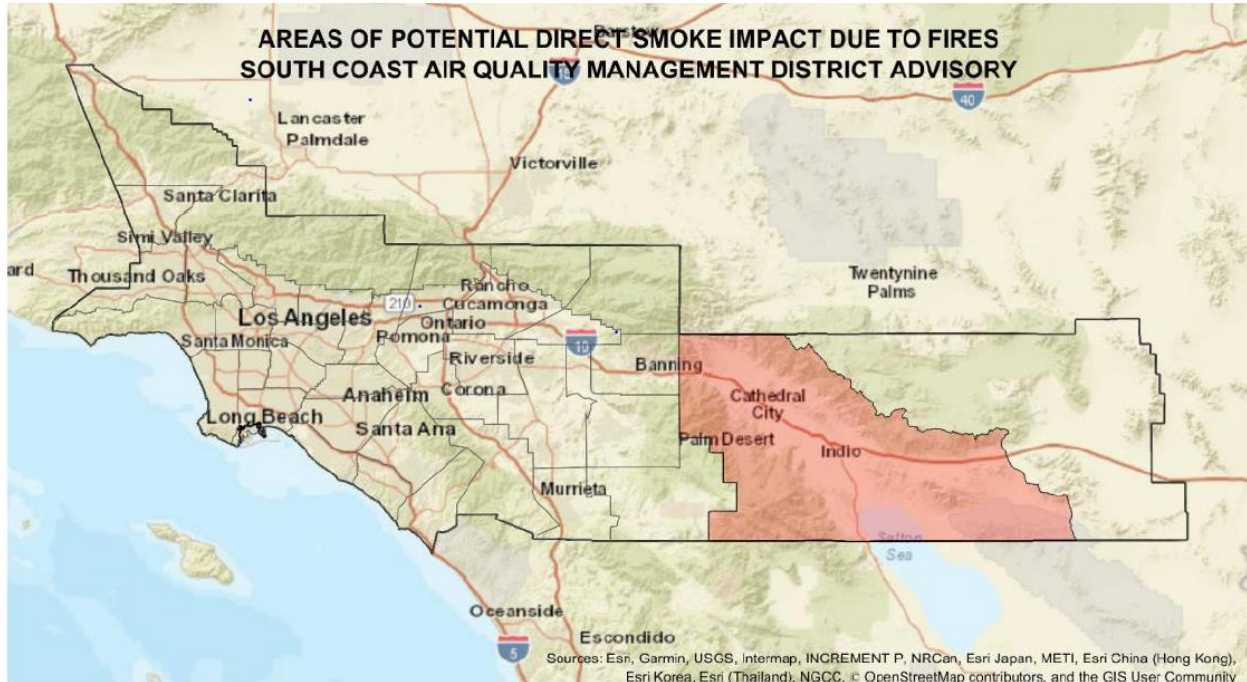 AREAS OF POTENTIAL DIRECT SMOKE IMPACT DUE TO FIRES
Barstow
SOUTH COAST AIR QUALITY MANAGEMENT DISTRICT ADVISORY
15
40
Lancaster
Palmdale
Victorville
Santa Clarita
Simi Valley
ard
Thousand Oaks
Twentynine
Palms
Rancho
Cucamonga
210
Los Angeles
Ontario
Santa Monica
Pomona
10
Riverside
Banning
Anaheim
Corona
Cathedral
City
Long Beach
Santa Ana
Palm Desert
Indio
Murrieta
Salton
Sea
Oceanside
Escondido
5
Sources: Esri, Garmin, USGS, Intermap, INCREMENT P, NRCan, Esri Japan, METI, Esri China (Hong Kong),
Esri Korea, Esri (Thailand), NGCC, © OpenStreetMap contributors, and the GIS User Community